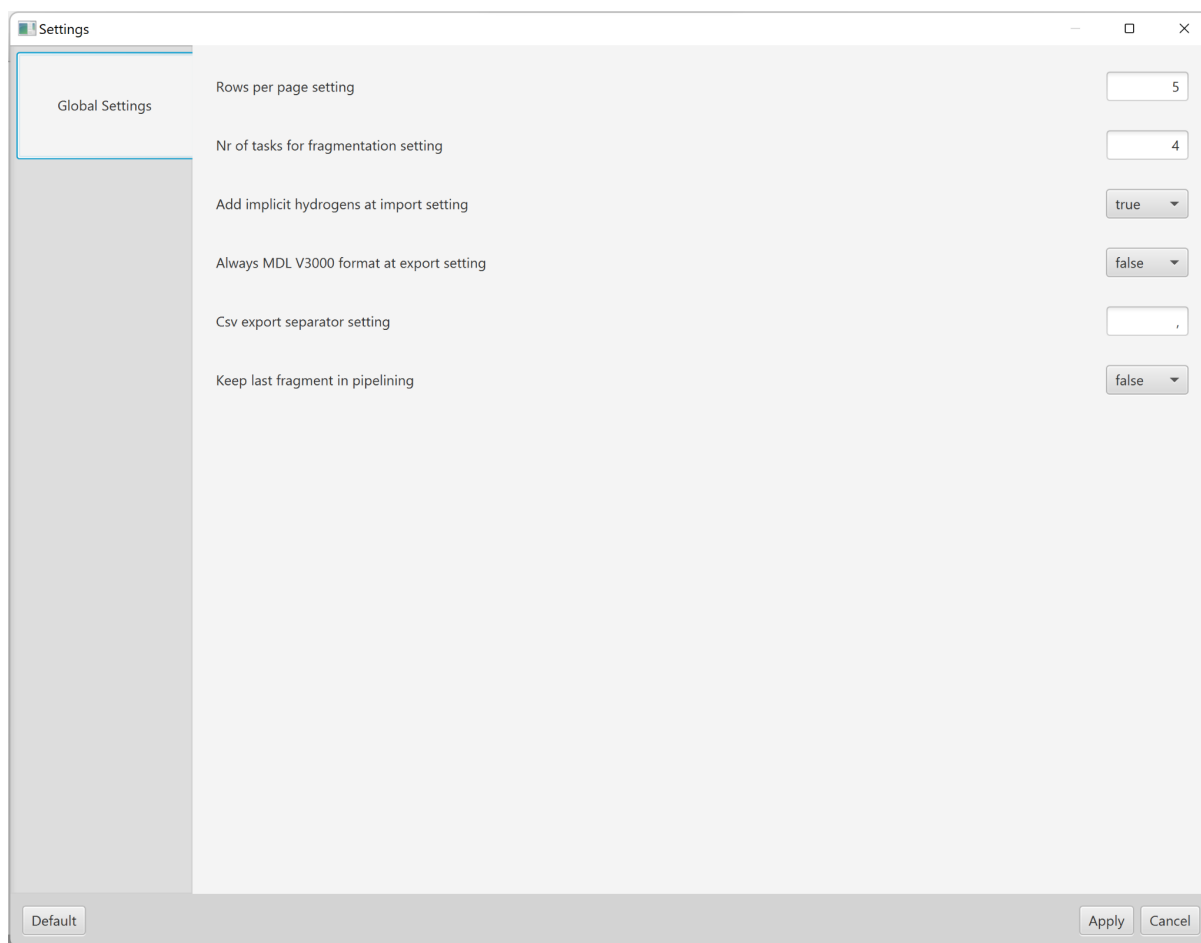 Settings
Global Settings
Rows per page setting 5
Nr of tasks for fragmentation setting 4
Add implicit hydrogens at import setting true
Always MDL V3000 format at export setting false
Csv export separator setting ,
Keep last fragment in pipelining false
Default Apply Cancel